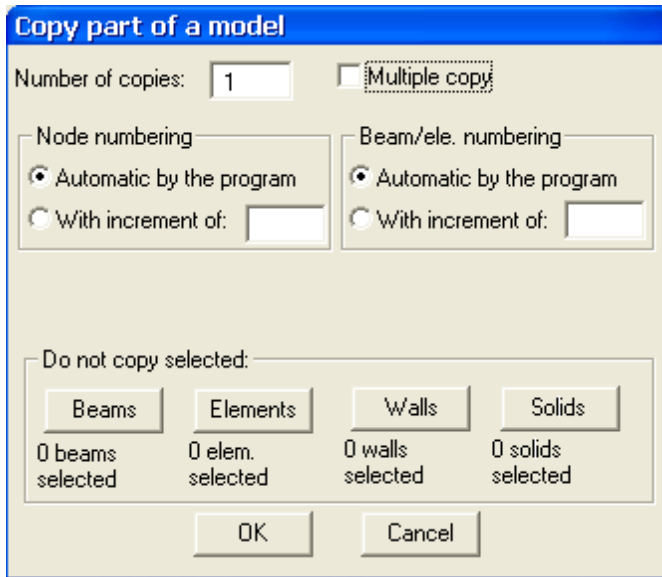 Copy part of a model
Number of copies: 1 Multiple copy
Node numbering Beam/ele. numbering
Automatic by the program Automatic by the program
With increment of: With increment of:
Do not copy selected:
Beams Elements Walls Solids
0 beams 0 elem. 0 walls 0 solids
selected selected selected selected
OK Cancel